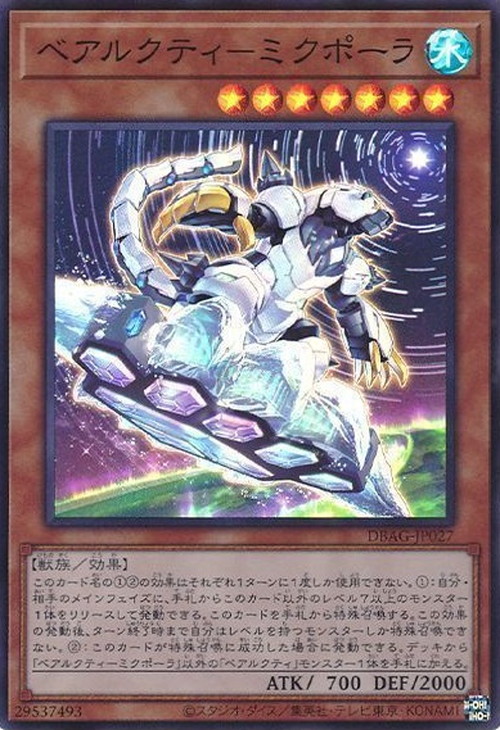 ベアルクティ－ミクポーラ
水
DBAG-JP027
【獣族／効果】
このカード名の①②の効果はそれぞれ1ターンに1度しか使用できない。①：自分・
相手のメインフェイズに、手札からこのカード以外のレベル7以上のモンスター
1体をリリースして発動できる。このカードを手札から特殊召喚する。この効果
の発動後、ターン終了時まで自分はレベルを持つモンスターしか特殊召喚でき
ない。②：このカードが特殊召喚に成功した場合に発動できる。デッキから
「ベアルクティ－ミクポーラ」以外の「ベアルクティ」モンスター1体を手札に加える。
ATK/ 700 DEF/2000
29537493
©スタジオ・ダイス／集英社・テレビ東京・KONAMI